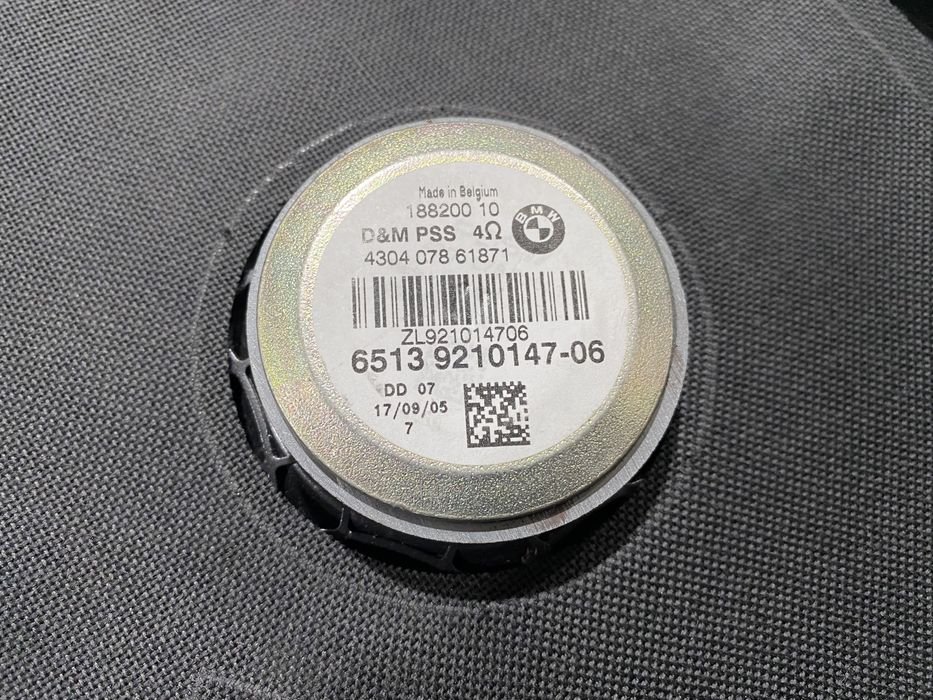 Made in Belgium
188200 10
D&M PSS 4Ω
BMW
4304 078 61871
ZL921014706
6513 9210147-06
DD 07
17/09/05
7